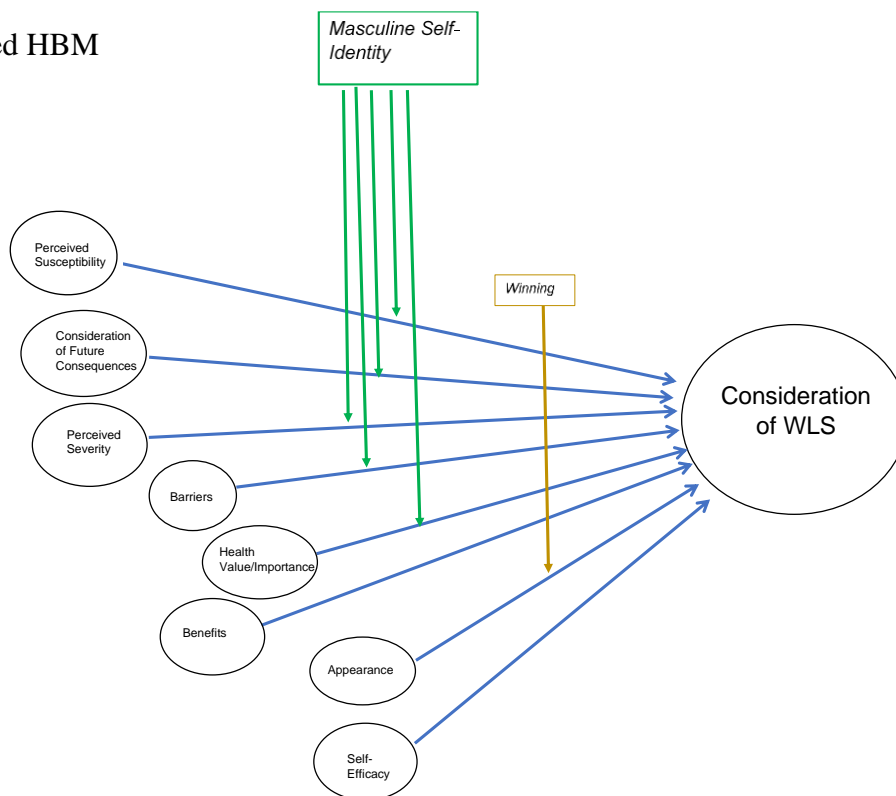 ed HBM
Masculine Self-
Identity
Perceived
Susceptibility
Winning
Consideration
of Future
Consequences
Consideration
of WLS
Perceived
Severity
Barriers
Health
Value/Importance
Benefits
Appearance
Self-
Efficacy